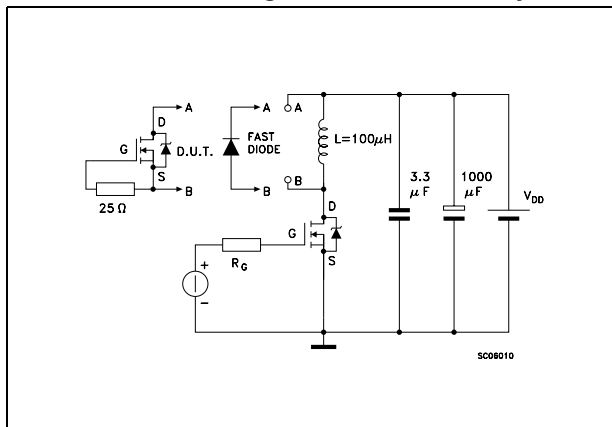 A
D
G
D.U.T.
S
B
25 Ω
A
FAST
DIODE
B
A
L=100μH
B
D
G
S
R_G
+
−
3.3
μF
1000
μF
V_DD
SC06010